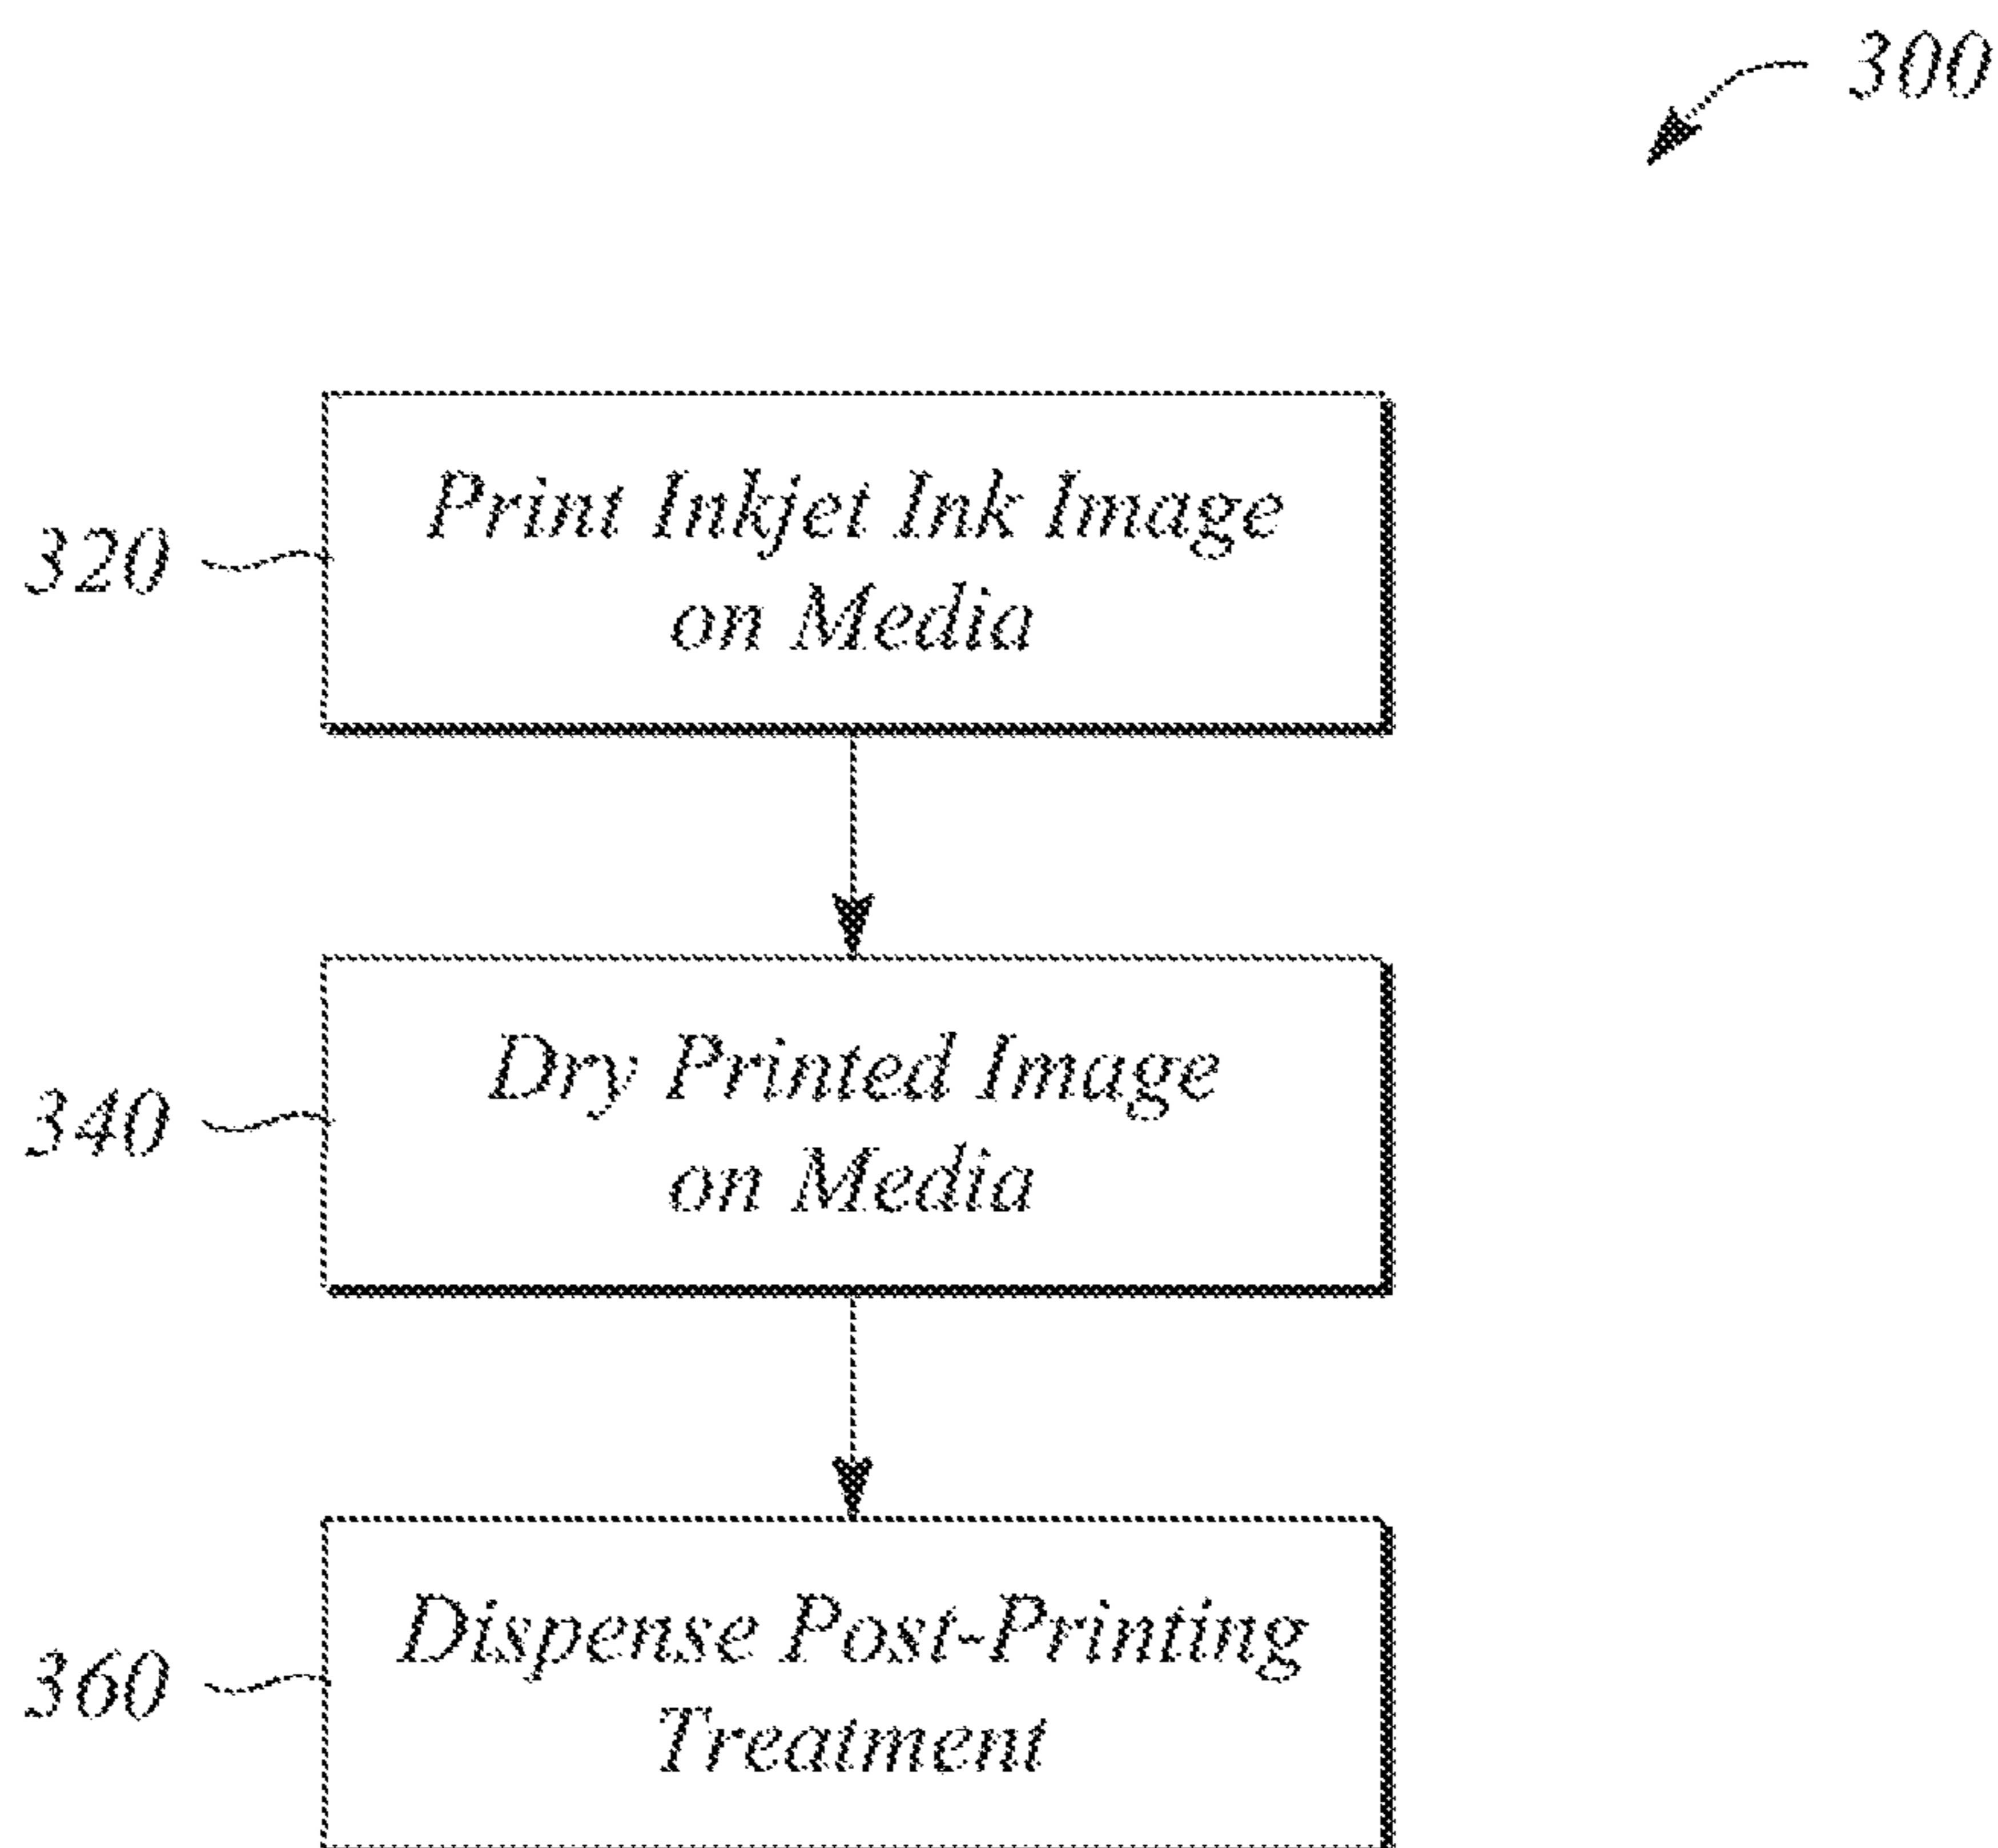 300
320
Print Inkjet Ink Image
on Media
340
Dry Printed Image
on Media
360
Dispense Post-Printing
Treatment